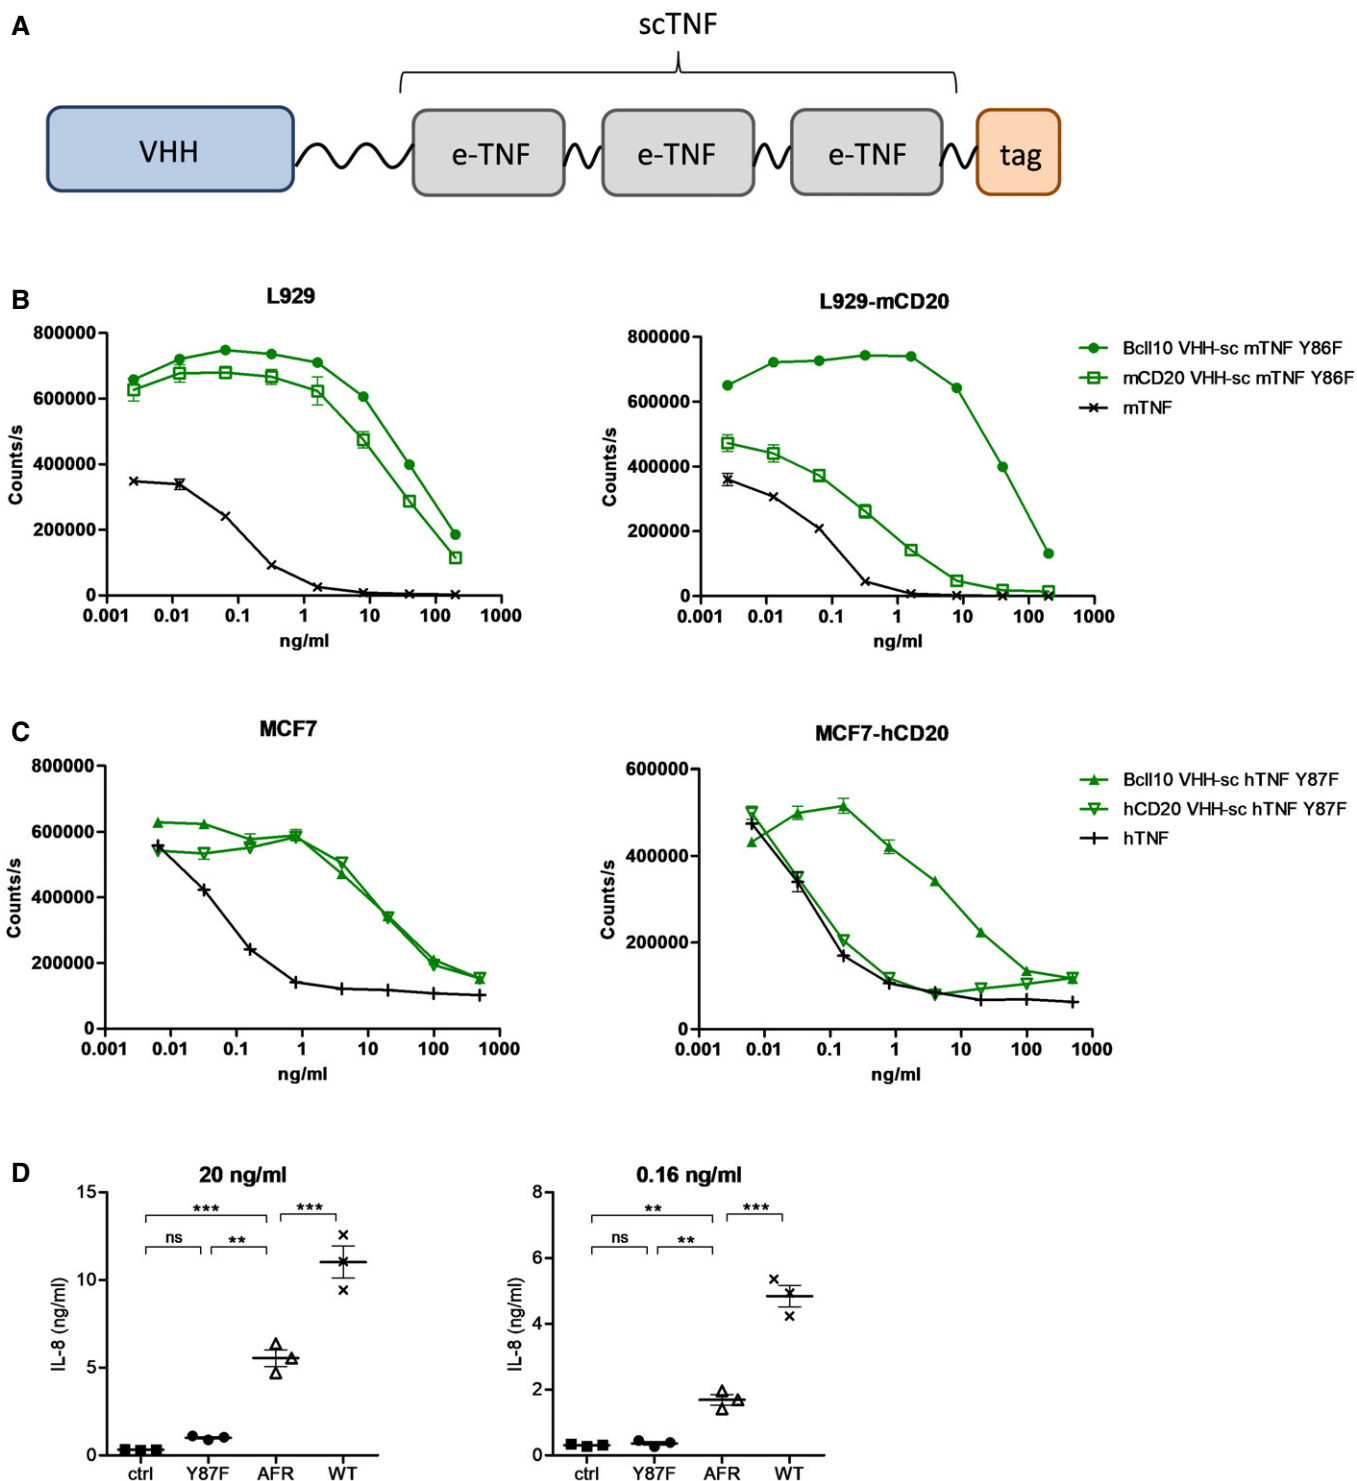 A
scTNF
VHH
e-TNF
e-TNF
e-TNF
tag
B
L929
800000
600000
400000
200000
0
Counts/s
0.001 0.01 0.1 1 10 100 1000
ng/ml
L929-mCD20
800000
600000
400000
200000
0
Counts/s
0.001 0.01 0.1 1 10 100 1000
ng/ml
BcII10 VHH-sc mTNF Y86F
mCD20 VHH-sc mTNF Y86F
mTNF
C
MCF7
800000
600000
400000
200000
0
Counts/s
0.001 0.01 0.1 1 10 100 1000
ng/ml
MCF7-hCD20
600000
400000
200000
0
Counts/s
0.001 0.01 0.1 1 10 100 1000
ng/ml
BcII10 VHH-sc hTNF Y87F
hCD20 VHH-sc hTNF Y87F
hTNF
D
20 ng/ml
15
10
5
0
IL-8 (ng/ml)
*** ***
ns **
ctrl Y87F AFR WT
0.16 ng/ml
8
6
4
2
0
IL-8 (ng/ml)
** ***
ns **
ctrl Y87F AFR WT